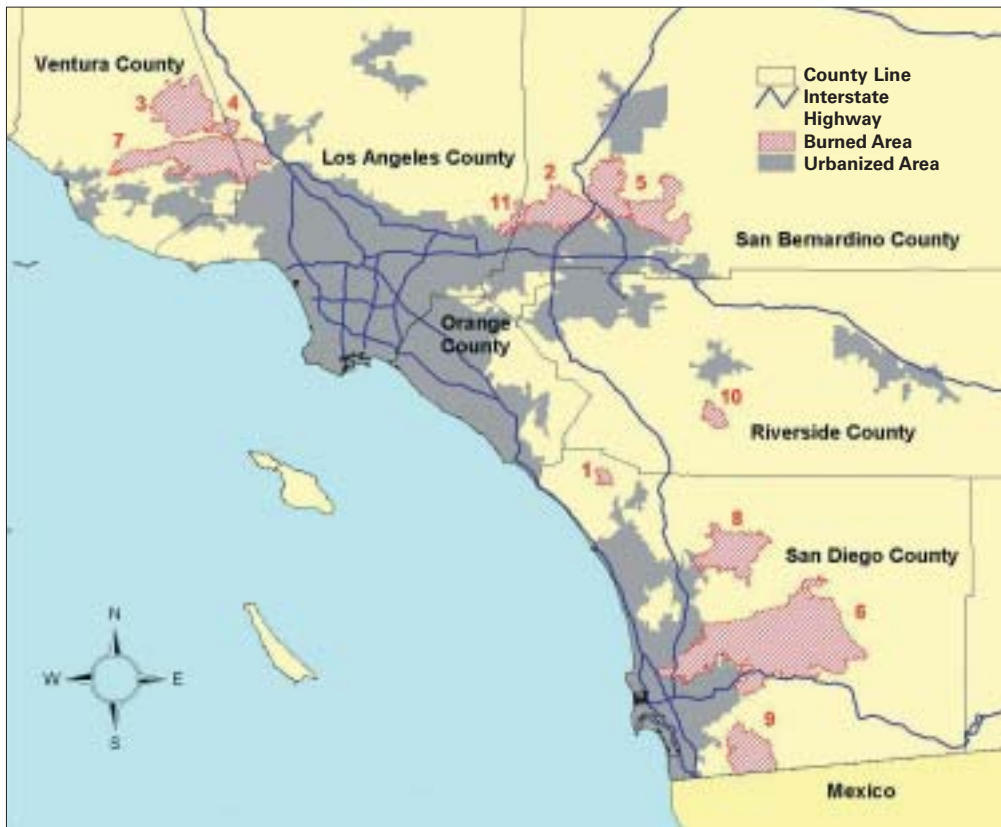 Ventura County
County Line
Interstate
Highway
Burned Area
Urbanized Area
3
4
7
Los Angeles County
2
5
11
San Bernardino County
Orange
County
10
Riverside County
1
8
San Diego County
6
N
W
E
S
9
Mexico